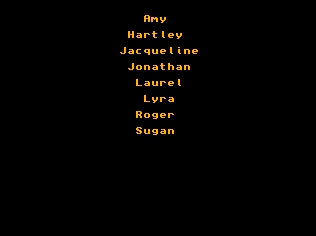 Amy
Hartley
Jacqueline
Jonathan
Laurel
Lyra
Roger
Sugan